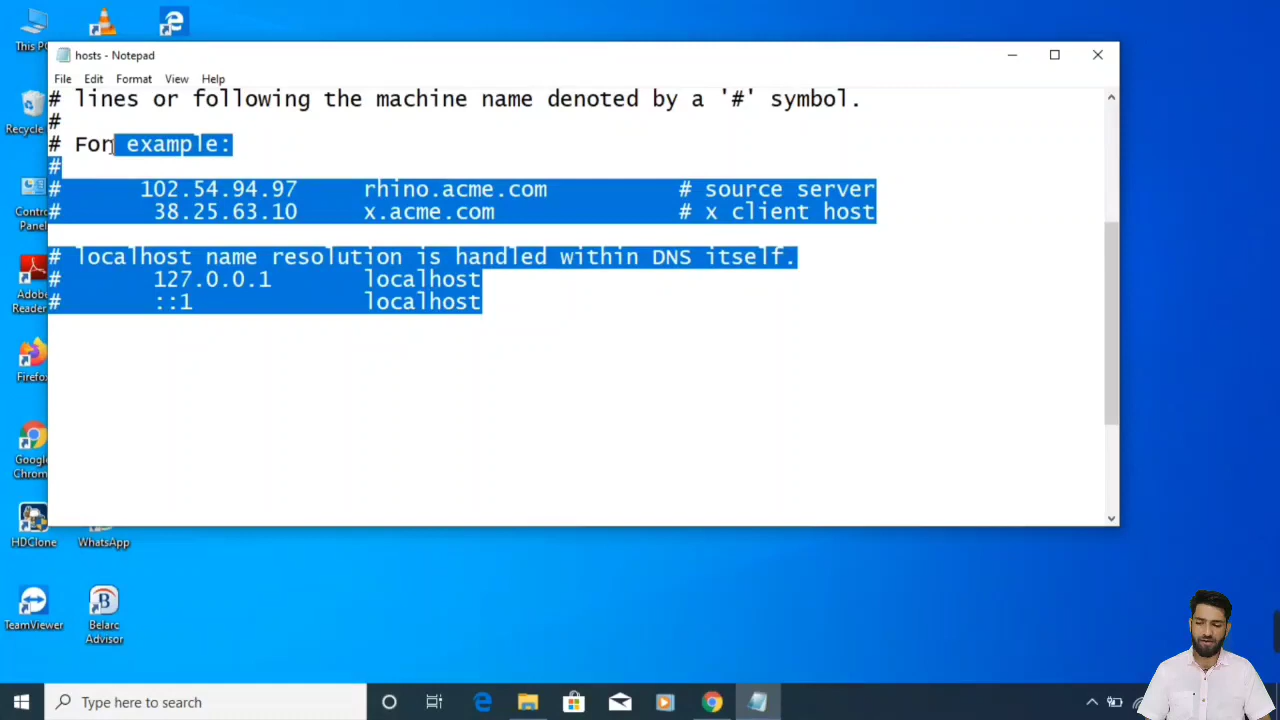 This PC
hosts - Notepad
File Edit Format View Help
# lines or following the machine name denoted by a '#' symbol.
#
# For example:
#
# 102.54.94.97 rhino.acme.com # source server
# 38.25.63.10 x.acme.com # x client host
# localhost name resolution is handled within DNS itself.
# 127.0.0.1 localhost
# ::1 localhost
Recycle
Contro
Panel
Adobe
Reader
Firefox
Google
Chrom
HDClone
WhatsApp
TeamViewer
Belarc
Advisor
Type here to search